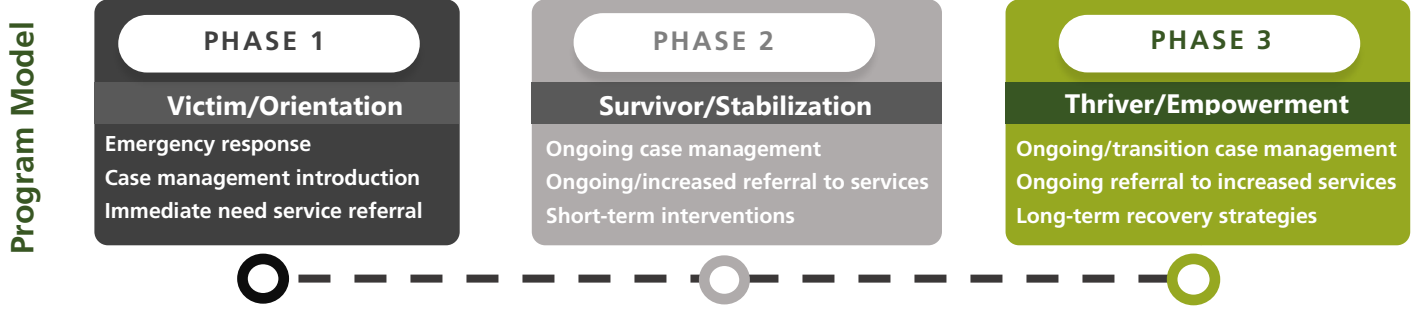 Program Model
PHASE 1
Victim/Orientation
Emergency response
Case management introduction
Immediate need service referral
PHASE 2
Survivor/Stabilization
Ongoing case management
Ongoing/increased referral to services
Short-term interventions
PHASE 3
Thriver/Empowerment
Ongoing/transition case management
Ongoing referral to increased services
Long-term recovery strategies